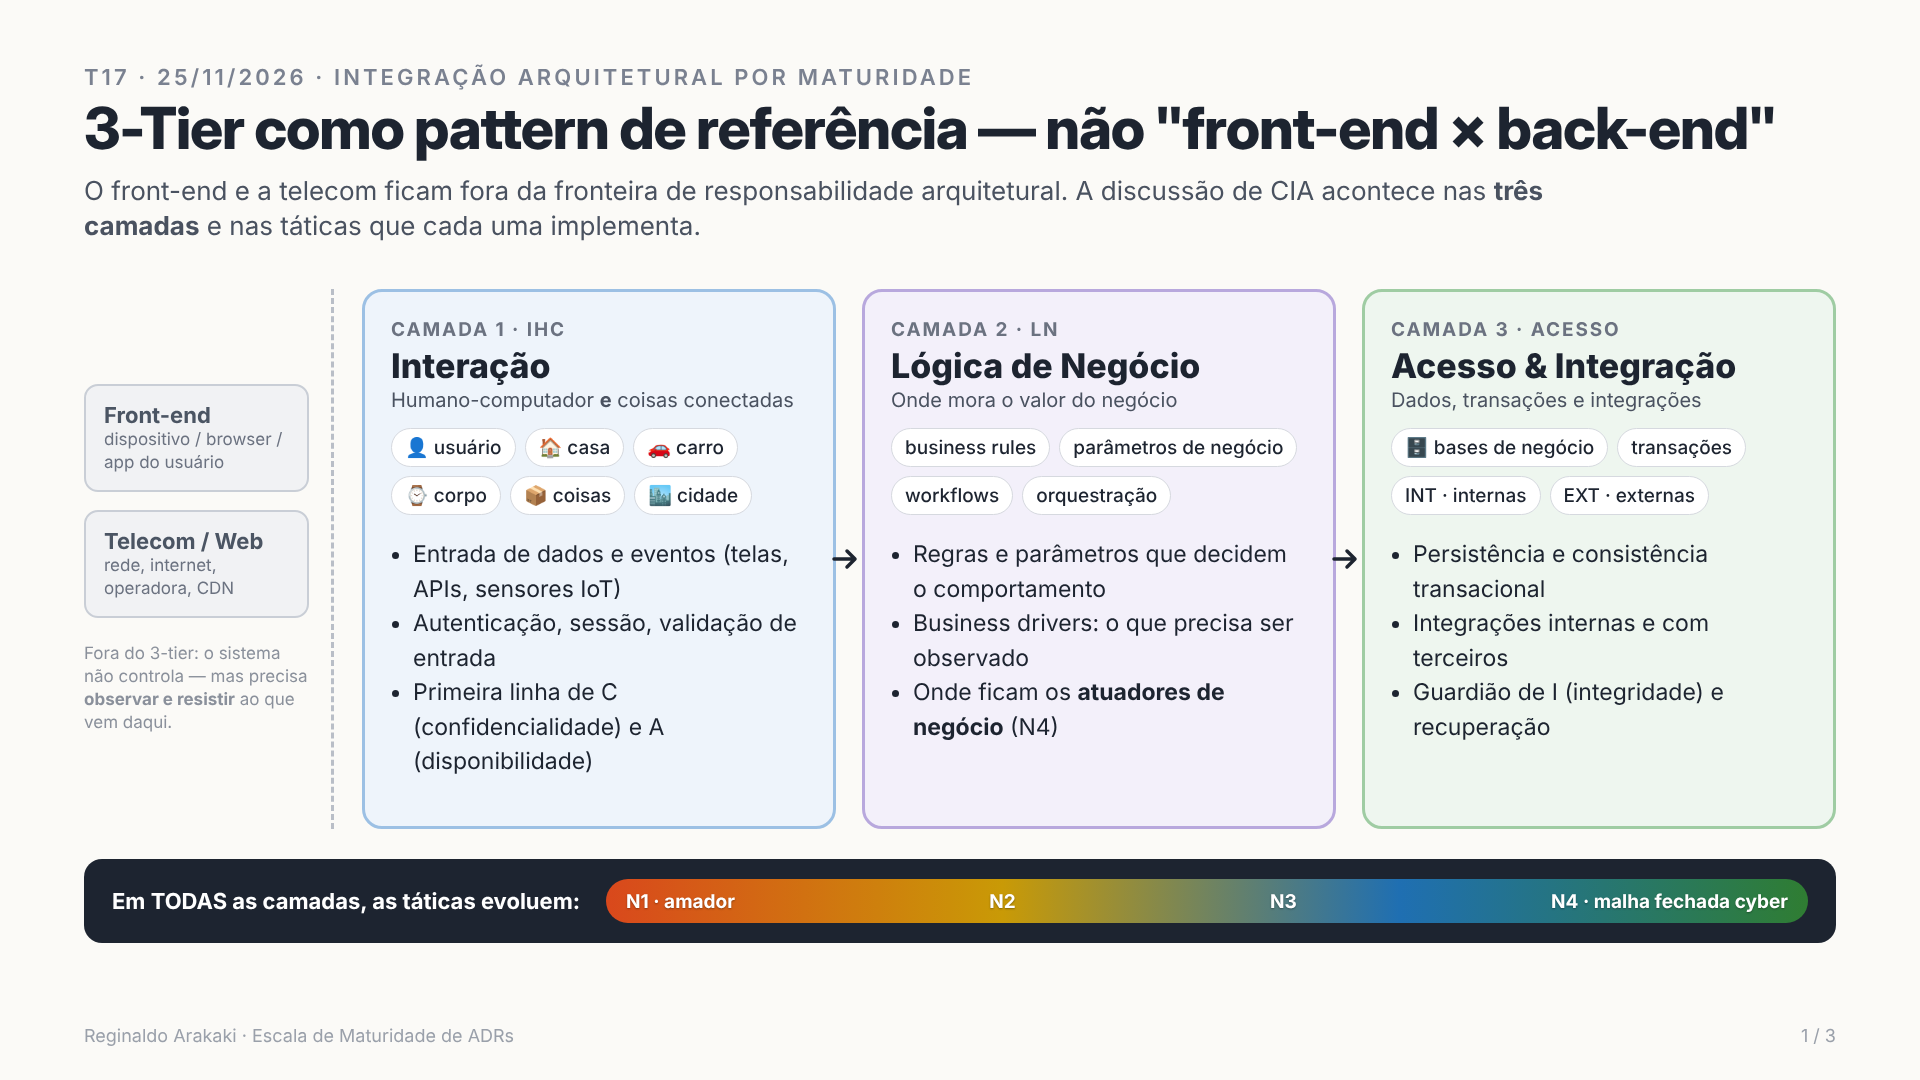 T17 · 25/11/2026 · INTEGRAÇÃO ARQUITETURAL POR MATURIDADE
3-Tier como pattern de referência — não "front-end × back-end"
O front-end e a telecom ficam fora da fronteira de responsabilidade arquitetural. A discussão de CIA acontece nas três
camadas e nas táticas que cada uma implementa.
Front-end
dispositivo / browser /
app do usuário
Telecom / Web
rede, internet,
operadora, CDN
Fora do 3-tier: o sistema
não controla — mas precisa
observar e resistir ao que
vem daqui.
CAMADA 1 · IHC
Interação
Humano-computador e coisas conectadas
👤 usuário 🏠 casa 🚗 carro
⌚ corpo 📦 coisas 🏙️ cidade
• Entrada de dados e eventos (telas,
APIs, sensores IoT)
• Autenticação, sessão, validação de
entrada
• Primeira linha de C
(confidencialidade) e A
(disponibilidade)
→
CAMADA 2 · LN
Lógica de Negócio
Onde mora o valor do negócio
business rules parâmetros de negócio
workflows orquestração
• Regras e parâmetros que decidem
o comportamento
• Business drivers: o que precisa ser
observado
• Onde ficam os atuadores de
negócio (N4)
→
CAMADA 3 · ACESSO
Acesso & Integração
Dados, transações e integrações
🗄️ bases de negócio transações
INT · internas EXT · externas
• Persistência e consistência
transacional
• Integrações internas e com
terceiros
• Guardião de I (integridade) e
recuperação
Em TODAS as camadas, as táticas evoluem: N1 · amador N2 N3 N4 · malha fechada cyber
Reginaldo Arakaki · Escala de Maturidade de ADRs 1 / 3